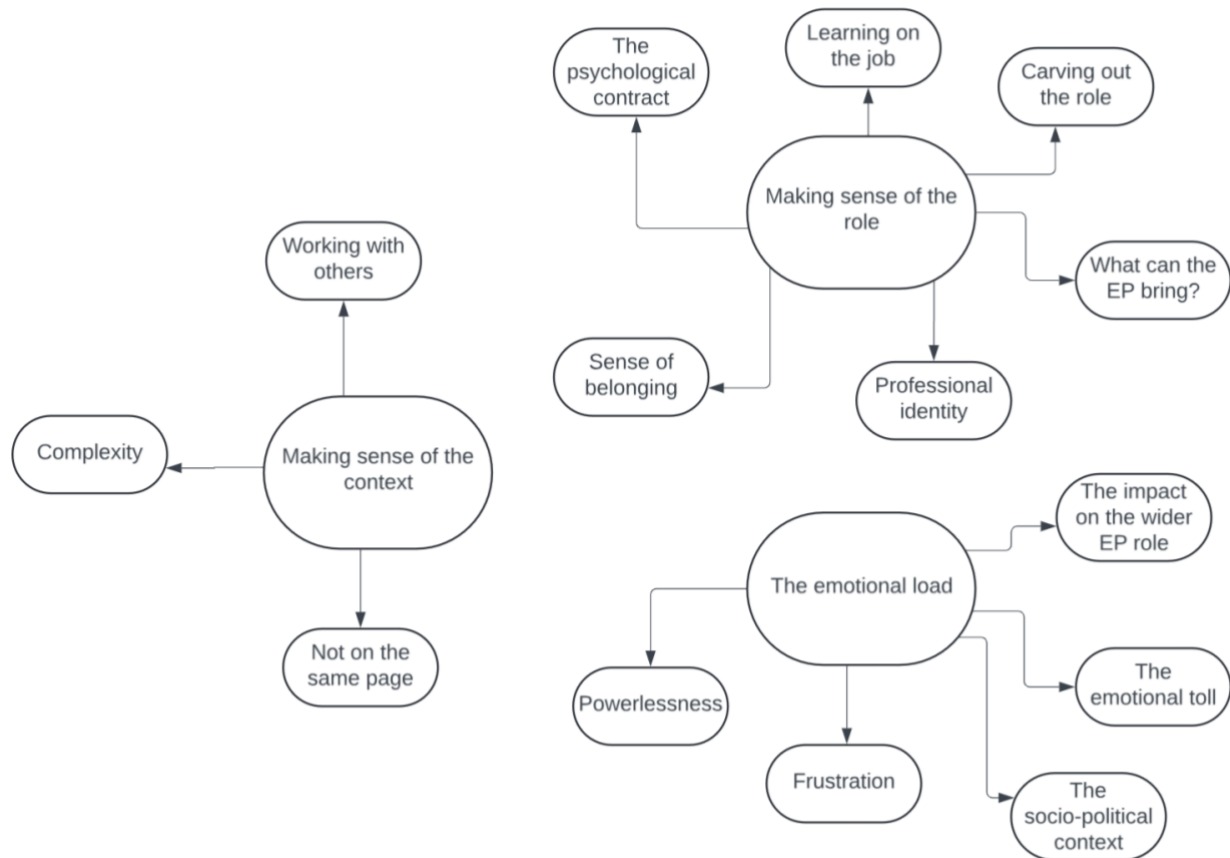 Working with
others
Complexity
Making sense of the
context
Not on the
same page
The
psychological
contract
Learning on
the job
Carving out
the role
Making sense of the
role
What can the
EP bring?
Sense of
belonging
Professional
identity
The impact
on the wider
EP role
The emotional load
The
emotional toll
Powerlessness
Frustration
The
socio-political
context